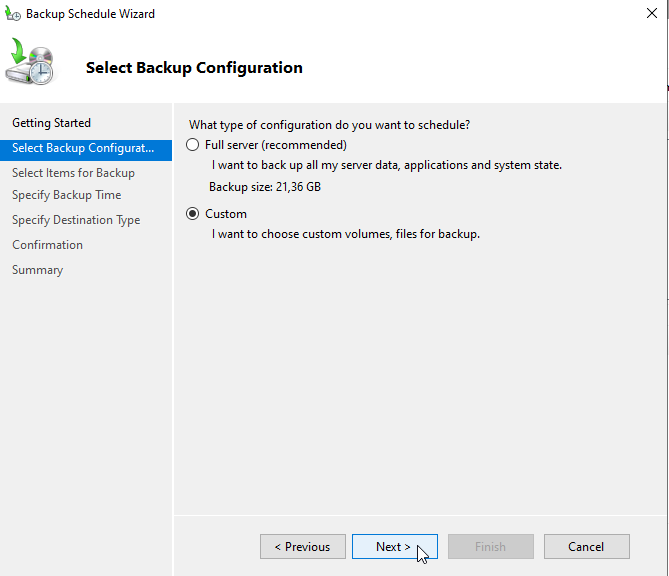 Backup Schedule Wizard
Select Backup Configuration
Getting Started
Select Backup Configurat...
Select Items for Backup
Specify Backup Time
Specify Destination Type
Confirmation
Summary
What type of configuration do you want to schedule?
Full server (recommended)
I want to back up all my server data, applications and system state.
Backup size: 21,36 GB
Custom
I want to choose custom volumes, files for backup.
< Previous
Next >
Finish
Cancel